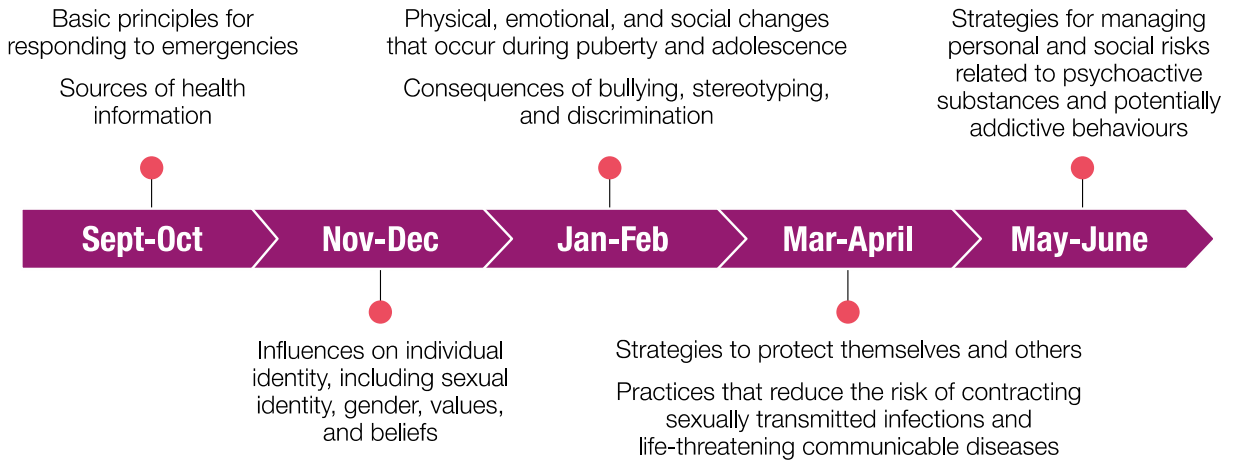 Basic principles for
responding to emergencies
Sources of health
information
Physical, emotional, and social changes
that occur during puberty and adolescence
Consequences of bullying, stereotyping,
and discrimination
Strategies for managing
personal and social risks
related to psychoactive
substances and potentially
addictive behaviours
Sept-Oct
Nov-Dec
Jan-Feb
Mar-April
May-June
Influences on individual
identity, including sexual
identity, gender, values,
and beliefs
Strategies to protect themselves and others
Practices that reduce the risk of contracting
sexually transmitted infections and
life-threatening communicable diseases